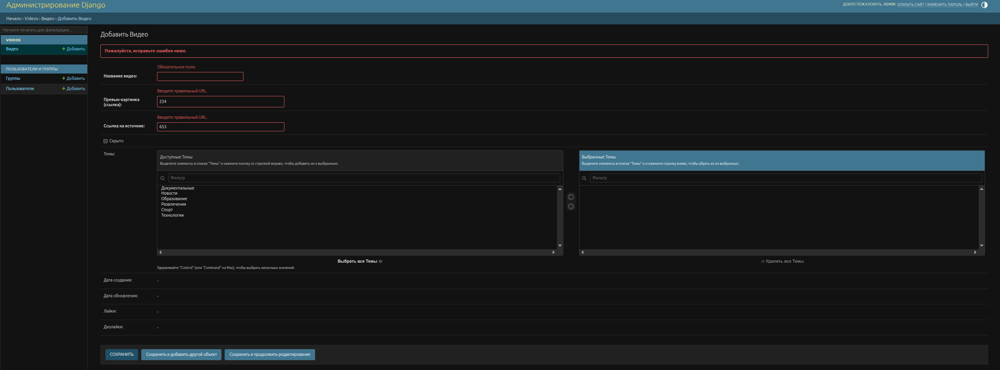 Администрирование Django
ДОБРО ПОЖАЛОВАТЬ, ADMIN. ОТКРЫТЬ САЙТ / ИЗМЕНИТЬ ПАРОЛЬ / ВЫЙТИ
Начало › Videos › Видео › Добавить Видео
Начните печатать для фильтрации...
VIDEOS
Видео
Добавить
ПОЛЬЗОВАТЕЛИ И ГРУППЫ
Группы
Добавить
Пользователи
Добавить
Добавить Видео
Пожалуйста, исправьте ошибки ниже.
Обязательное поле.
Название видео:
Введите правильный URL.
Превью-картинка
(ссылка):
234
Введите правильный URL.
Ссылка на источник:
653
Скрыто
Темы:
Доступные Темы
Выделите элементы в списке "Темы" и нажмите кнопку со стрелкой вправо, чтобы добавить их к выбранным.
Фильтр
Документальные
Новости
Образование
Развлечения
Спорт
Технологии
Выбрать все Темы
Выбранные Темы
Выделите элементы в списке "Темы" и и нажмите стрелку влево, чтобы убрать их из выбранных.
Фильтр
Удалить все Темы
Удерживайте "Control" (или "Command" на Mac), чтобы выбрать несколько значений.
Дата создания:
-
Дата обновления:
-
Лайки:
-
Дизлайки:
-
СОХРАНИТЬ
Сохранить и добавить другой объект
Сохранить и продолжить редактирование